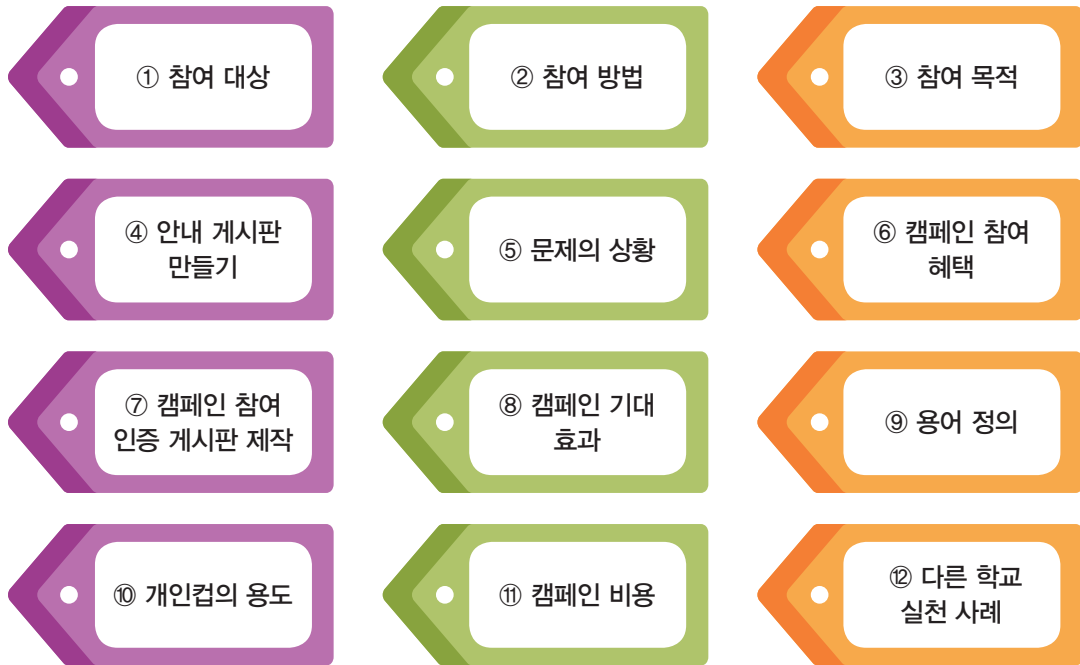 ① 참여 대상
② 참여 방법
③ 참여 목적
④ 안내 게시판
만들기
⑤ 문제의 상황
⑥ 캠페인 참여
혜택
⑦ 캠페인 참여
인증 게시판 제작
⑧ 캠페인 기대
효과
⑨ 용어 정의
⑩ 개인컵의 용도
⑪ 캠페인 비용
⑫ 다른 학교
실천 사례